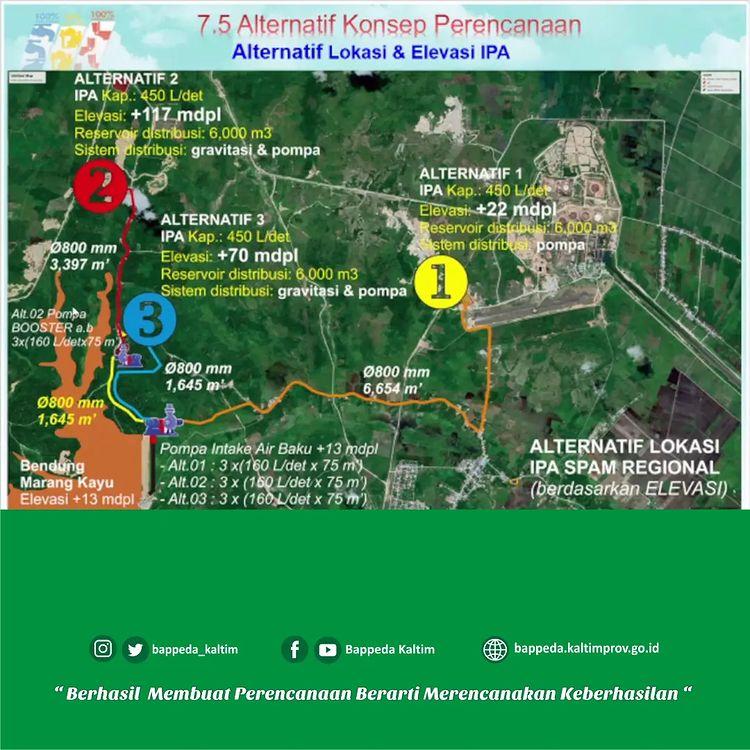 100% 0% 100%
7.5 Alternatif Konsep Perencanaan
Alternatif Lokasi & Elevasi IPA
ALTERNATIF 2
IPA Kap.: 450 L/det
Elevasi: +117 mdpl
Reservoir distribusi: 6,000 m3
Sistem distribusi: gravitasi & pompa
2
ALTERNATIF 1
IPA Kap.: 450 L/det
Elevasi: +22 mdpl
Reservoir distribusi: 6,000 m3
Sistem distribusi: pompa
1
ALTERNATIF 3
IPA Kap.: 450 L/det
Elevasi: +70 mdpl
Reservoir distribusi: 6,000 m3
Sistem distribusi: gravitasi & pompa
3
Ø800 mm
3,397 m'
Alt.02 Pompa
BOOSTER a.b
3x(160 L/detx75 m')
Ø800 mm
1,645 m'
Ø800 mm
6,654 m'
Ø800 mm
1,645 m'
Bendung
Marang Kayu
Elevasi +13 mdpl
Pompa Intake Air Baku +13 mdpl
- Alt.01 : 3 x(160 L/det x 75 m')
- Alt.02 : 3 x (160 L/det x 75 m')
- Alt.03 : 3 x (160 L/det x 75 m')
ALTERNATIF LOKASI
IPA SPAM REGIONAL
(berdasarkan ELEVASI)
bappeda_kaltim
Bappeda Kaltim
bappeda.kaltimprov.go.id
“ Berhasil Membuat Perencanaan Berarti Merencanakan Keberhasilan “